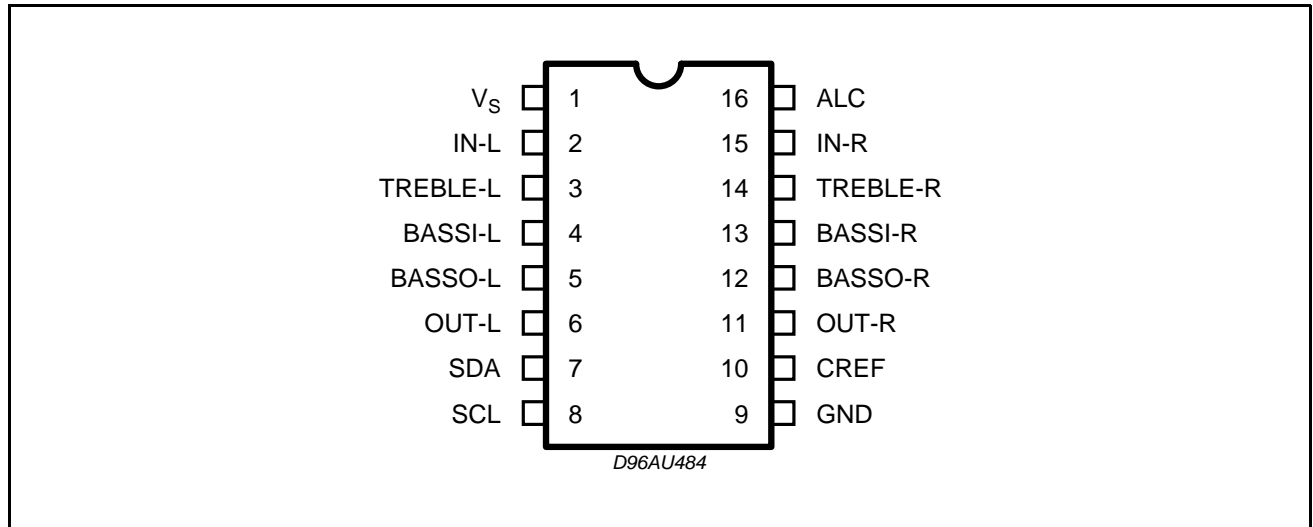 V_S 1 16 ALC
IN-L 2 15 IN-R
TREBLE-L 3 14 TREBLE-R
BASSI-L 4 13 BASSI-R
BASSO-L 5 12 BASSO-R
OUT-L 6 11 OUT-R
SDA 7 10 CREF
SCL 8 9 GND
D96AU484